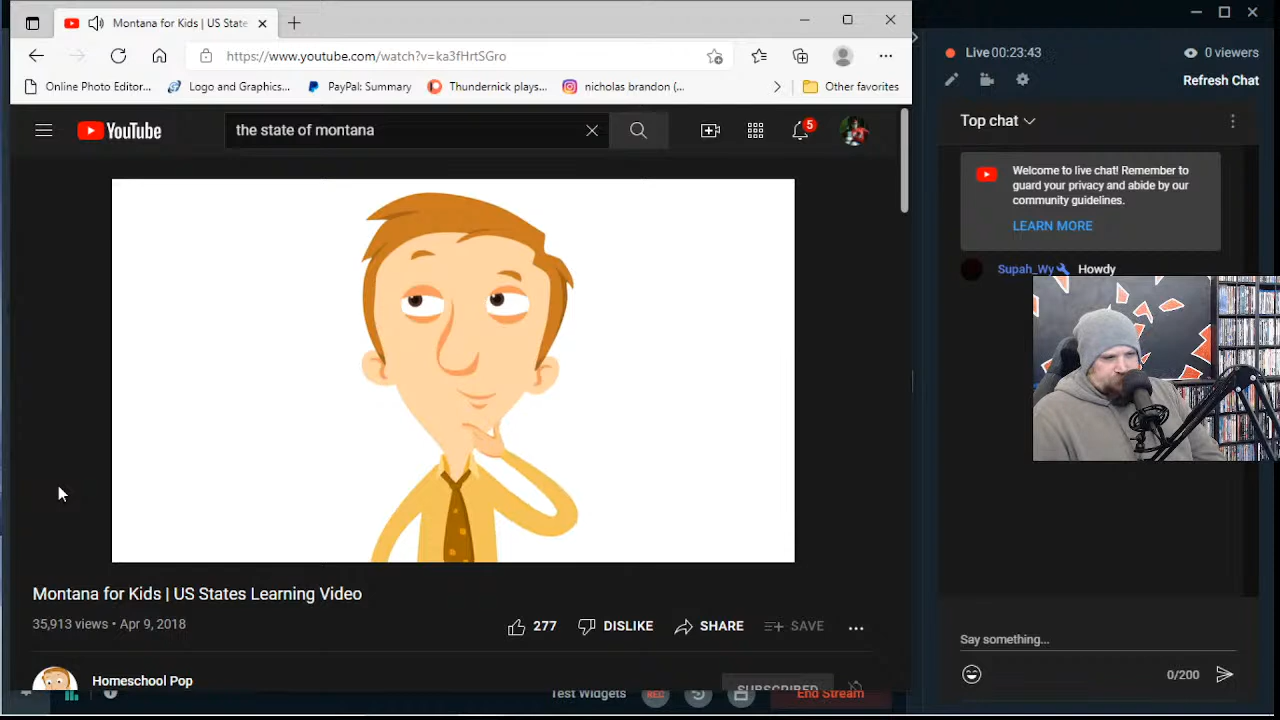 Montana for Kids | US State
https://www.youtube.com/watch?v=ka3fHrtSGro
Online Photo Editor...
Logo and Graphics...
PayPal: Summary
Thundernick plays...
nicholas brandon (...
Other favorites
YouTube
the state of montana
5
Montana for Kids | US States Learning Video
35,913 views • Apr 9, 2018
277
DISLIKE
SHARE
SAVE
Homeschool Pop
SUBSCRIBED
Test Widgets
REC
End Stream
Live 00:23:43
0 viewers
Refresh Chat
Top chat
Welcome to live chat! Remember to
guard your privacy and abide by our
community guidelines.
LEARN MORE
Supah_Wy Howdy
Say something...
0/200